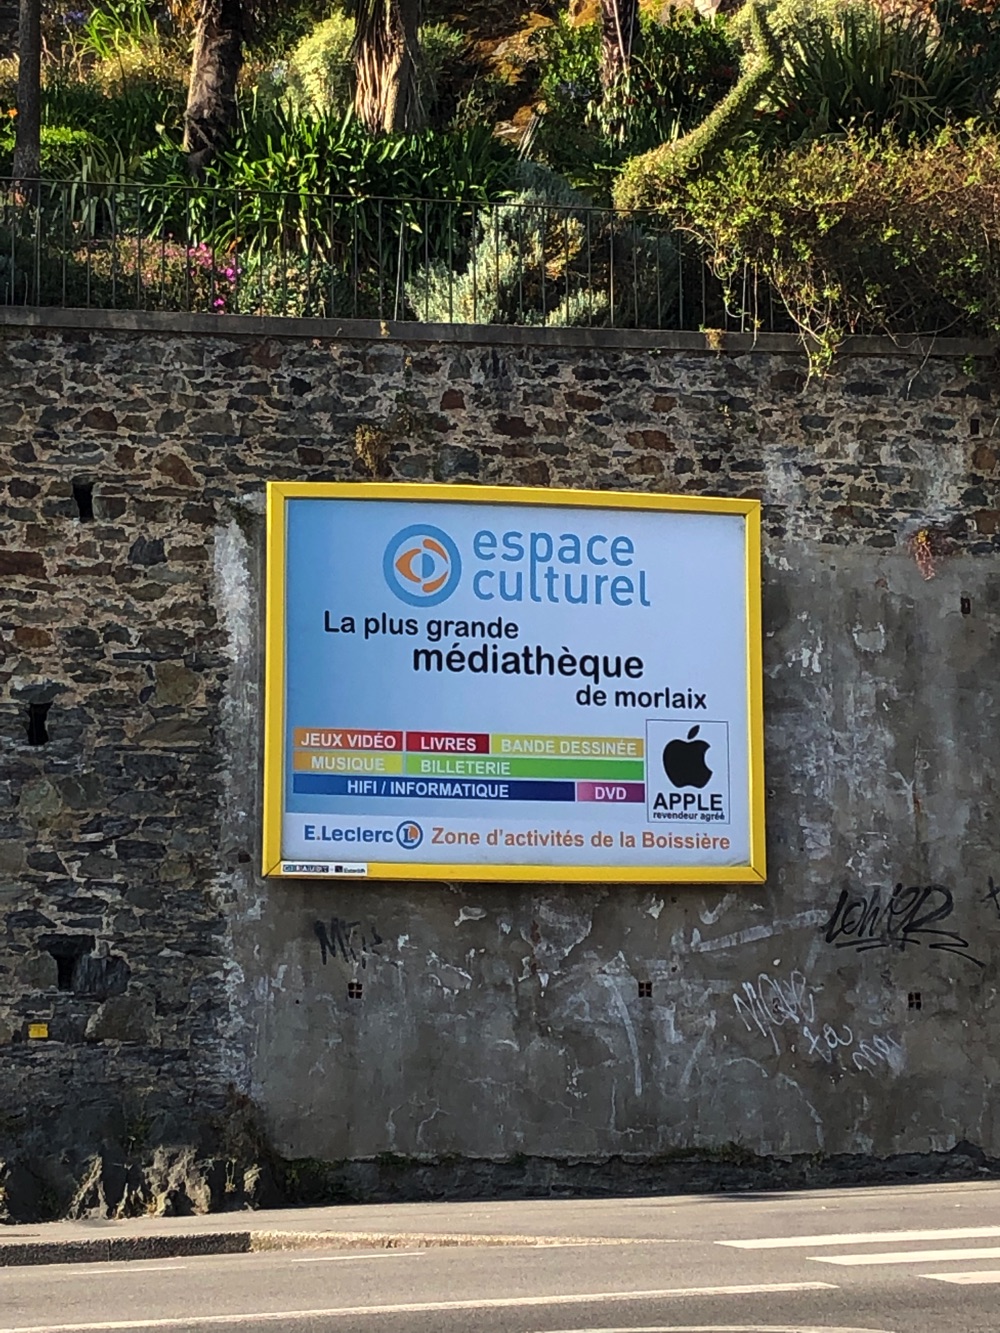 espace
culturel
La plus grande
médiathèque
de morlaix
JEUX VIDÉO LIVRES BANDE DESSINÉE
MUSIQUE BILLETERIE
HIFI / INFORMATIQUE DVD
APPLE
revendeur agréé
E.Leclerc L Zone d'activités de la Boissière
GIRAUDY